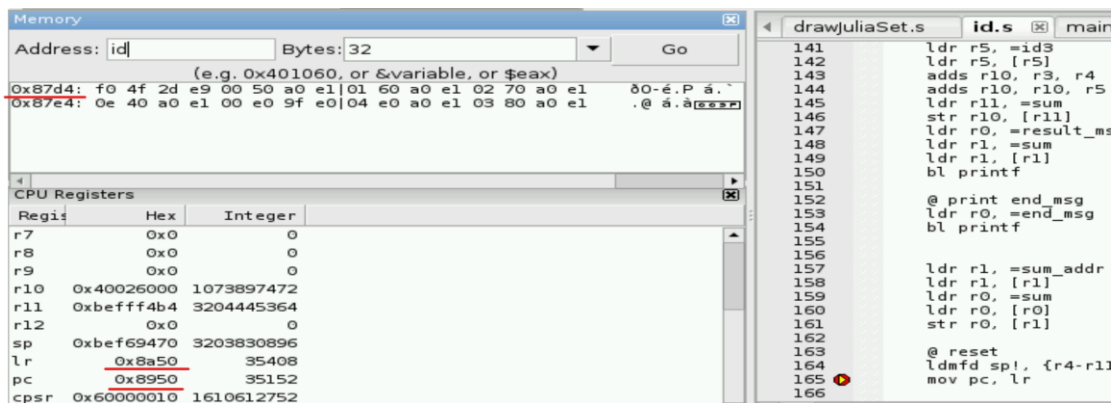 Memory
Address: id Bytes: 32 Go
(e.g. 0x401060, or &variable, or $eax)
0x87d4: f0 4f 2d e9 00 50 a0 e1|01 60 a0 e1 02 70 a0 e1 ðO-é.P á.`
0x87e4: 0e 40 a0 e1 00 e0 9f e0|04 e0 a0 e1 03 80 a0 e1 .@ á.à
CPU Registers
Regis Hex Integer
r7 0x0 0
r8 0x0 0
r9 0x0 0
r10 0x40026000 1073897472
r11 0xbefff4b4 3204445364
r12 0x0 0
sp 0xbef69470 3203830896
lr 0x8a50 35408
pc 0x8950 35152
cpsr 0x60000010 1610612752
drawJuliaSet.s id.s main
141 ldr r5, =id3
142 ldr r5, [r5]
143 adds r10, r3, r4
144 adds r10, r10, r5
145 ldr r11, =sum
146 str r10, [r11]
147 ldr r0, =result_ms
148 ldr r1, =sum
149 ldr r1, [r1]
150 bl printf
151
152 @ print end_msg
153 ldr r0, =end_msg
154 bl printf
155
156
157 ldr r1, =sum_addr
158 ldr r1, [r1]
159 ldr r0, =sum
160 ldr r0, [r0]
161 str r0, [r1]
162
163 @ reset
164 ldmfd sp!, {r4-r11
165 mov pc, lr
166